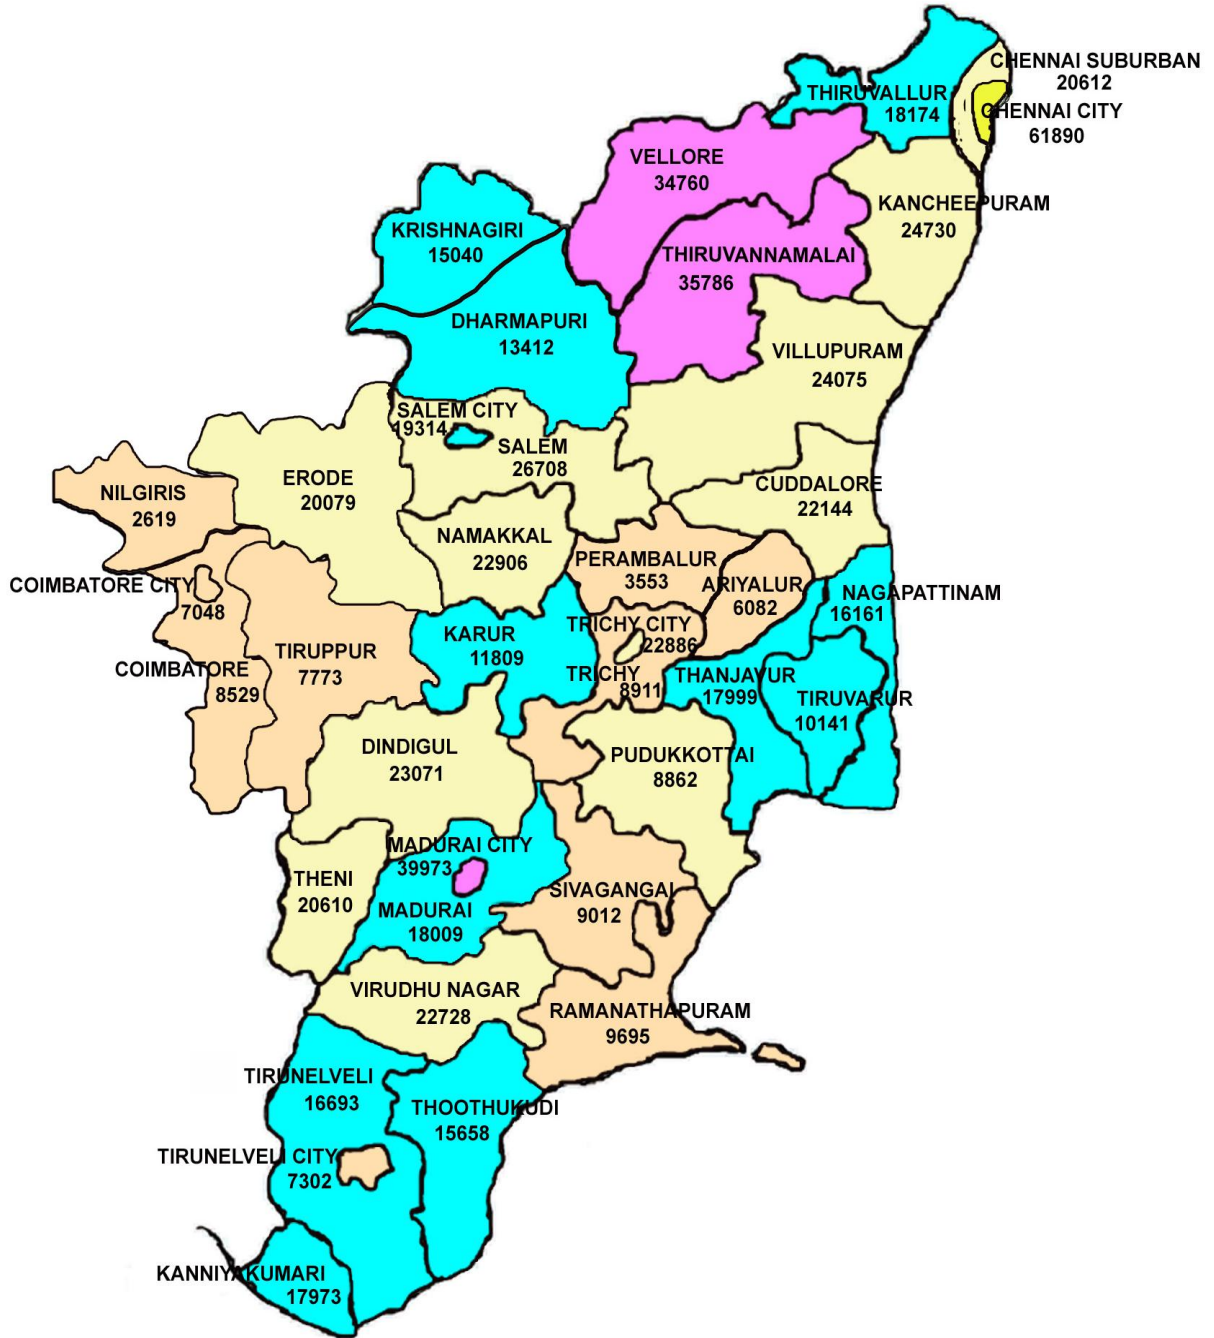 CHENNAI SUBURBAN
20612
THIRUVALLUR
18174
CHENNAI CITY
61890
VELLORE
34760
KANCHEEPURAM
24730
KRISHNAGIRI
15040
THIRUVANNAMALAI
35786
DHARMAPURI
13412
VILLUPURAM
24075
SALEM CITY
19314
SALEM
26708
ERODE
20079
CUDDALORE
22144
NILGIRIS
2619
NAMAKKAL
22906
PERAMBALUR
3553
ARIYALUR
6082
COIMBATORE CITY
7048
NAGAPATTINAM
16161
TRICHY CITY
22886
KARUR
11809
TIRUPPUR
7773
COIMBATORE
8529
TRICHY
8911
THANJAVUR
17999
TIRUVARUR
10141
DINDIGUL
23071
PUDUKKOTTAI
8862
MADURAI CITY
39973
THENI
20610
SIVAGANGAI
9012
MADURAI
18009
VIRUDHU NAGAR
22728
RAMANATHAPURAM
9695
TIRUNELVELI
16693
THOOTHUKUDI
15658
TIRUNELVELI CITY
7302
KANNIYAKUMARI
17973